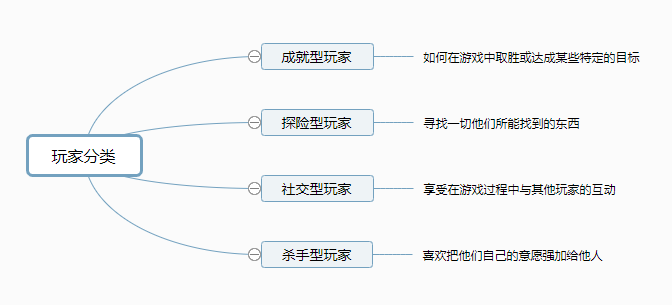 玩家分类
成就型玩家
如何在游戏中取胜或达成某些特定的目标
探险型玩家
寻找一切他们所能找到的东西
社交型玩家
享受在游戏过程中与其他玩家的互动
杀手型玩家
喜欢把他们自己的意愿强加给他人